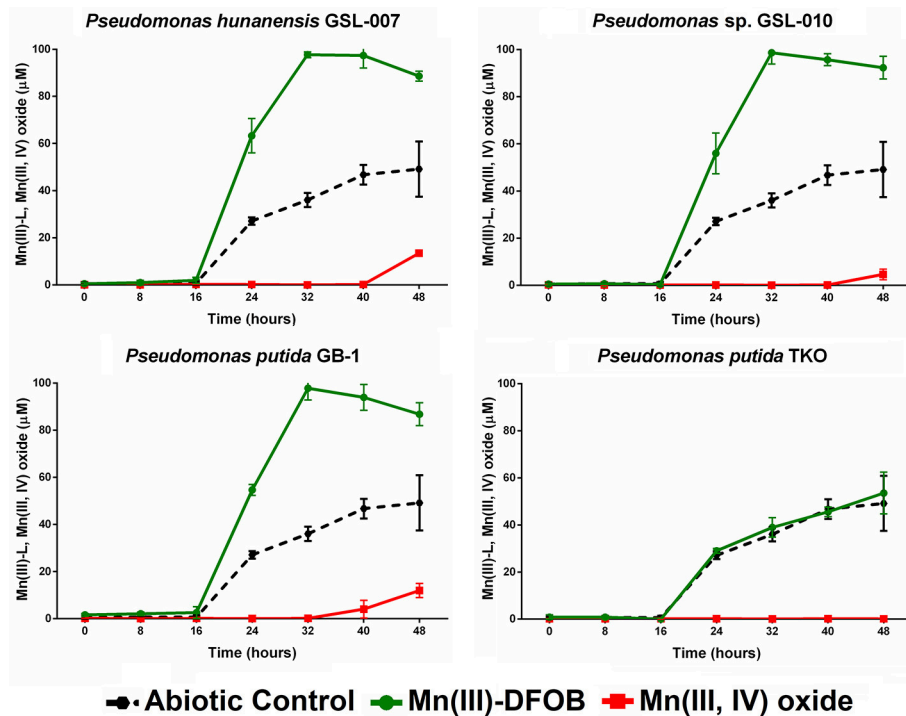 Pseudomonas hunanensis GSL-007
Mn(III)-L, Mn(III, IV) oxide (μM)
100
80
60
40
20
0
0 8 16 24 32 40 48
Time (hours)
Pseudomonas sp. GSL-010
Mn(III)-L, Mn(III, IV) oxide (μM)
100
80
60
40
20
0
0 8 16 24 32 40 48
Time (hours)
Pseudomonas putida GB-1
Mn(III)-L, Mn(III, IV) oxide (μM)
100
80
60
40
20
0
0 8 16 24 32 40 48
Time (hours)
Pseudomonas putida TKO
Mn(III)-L, Mn(III, IV) oxide (μM)
100
80
60
40
20
0
0 8 16 24 32 40 48
Time (hours)
Abiotic Control Mn(III)-DFOB Mn(III, IV) oxide